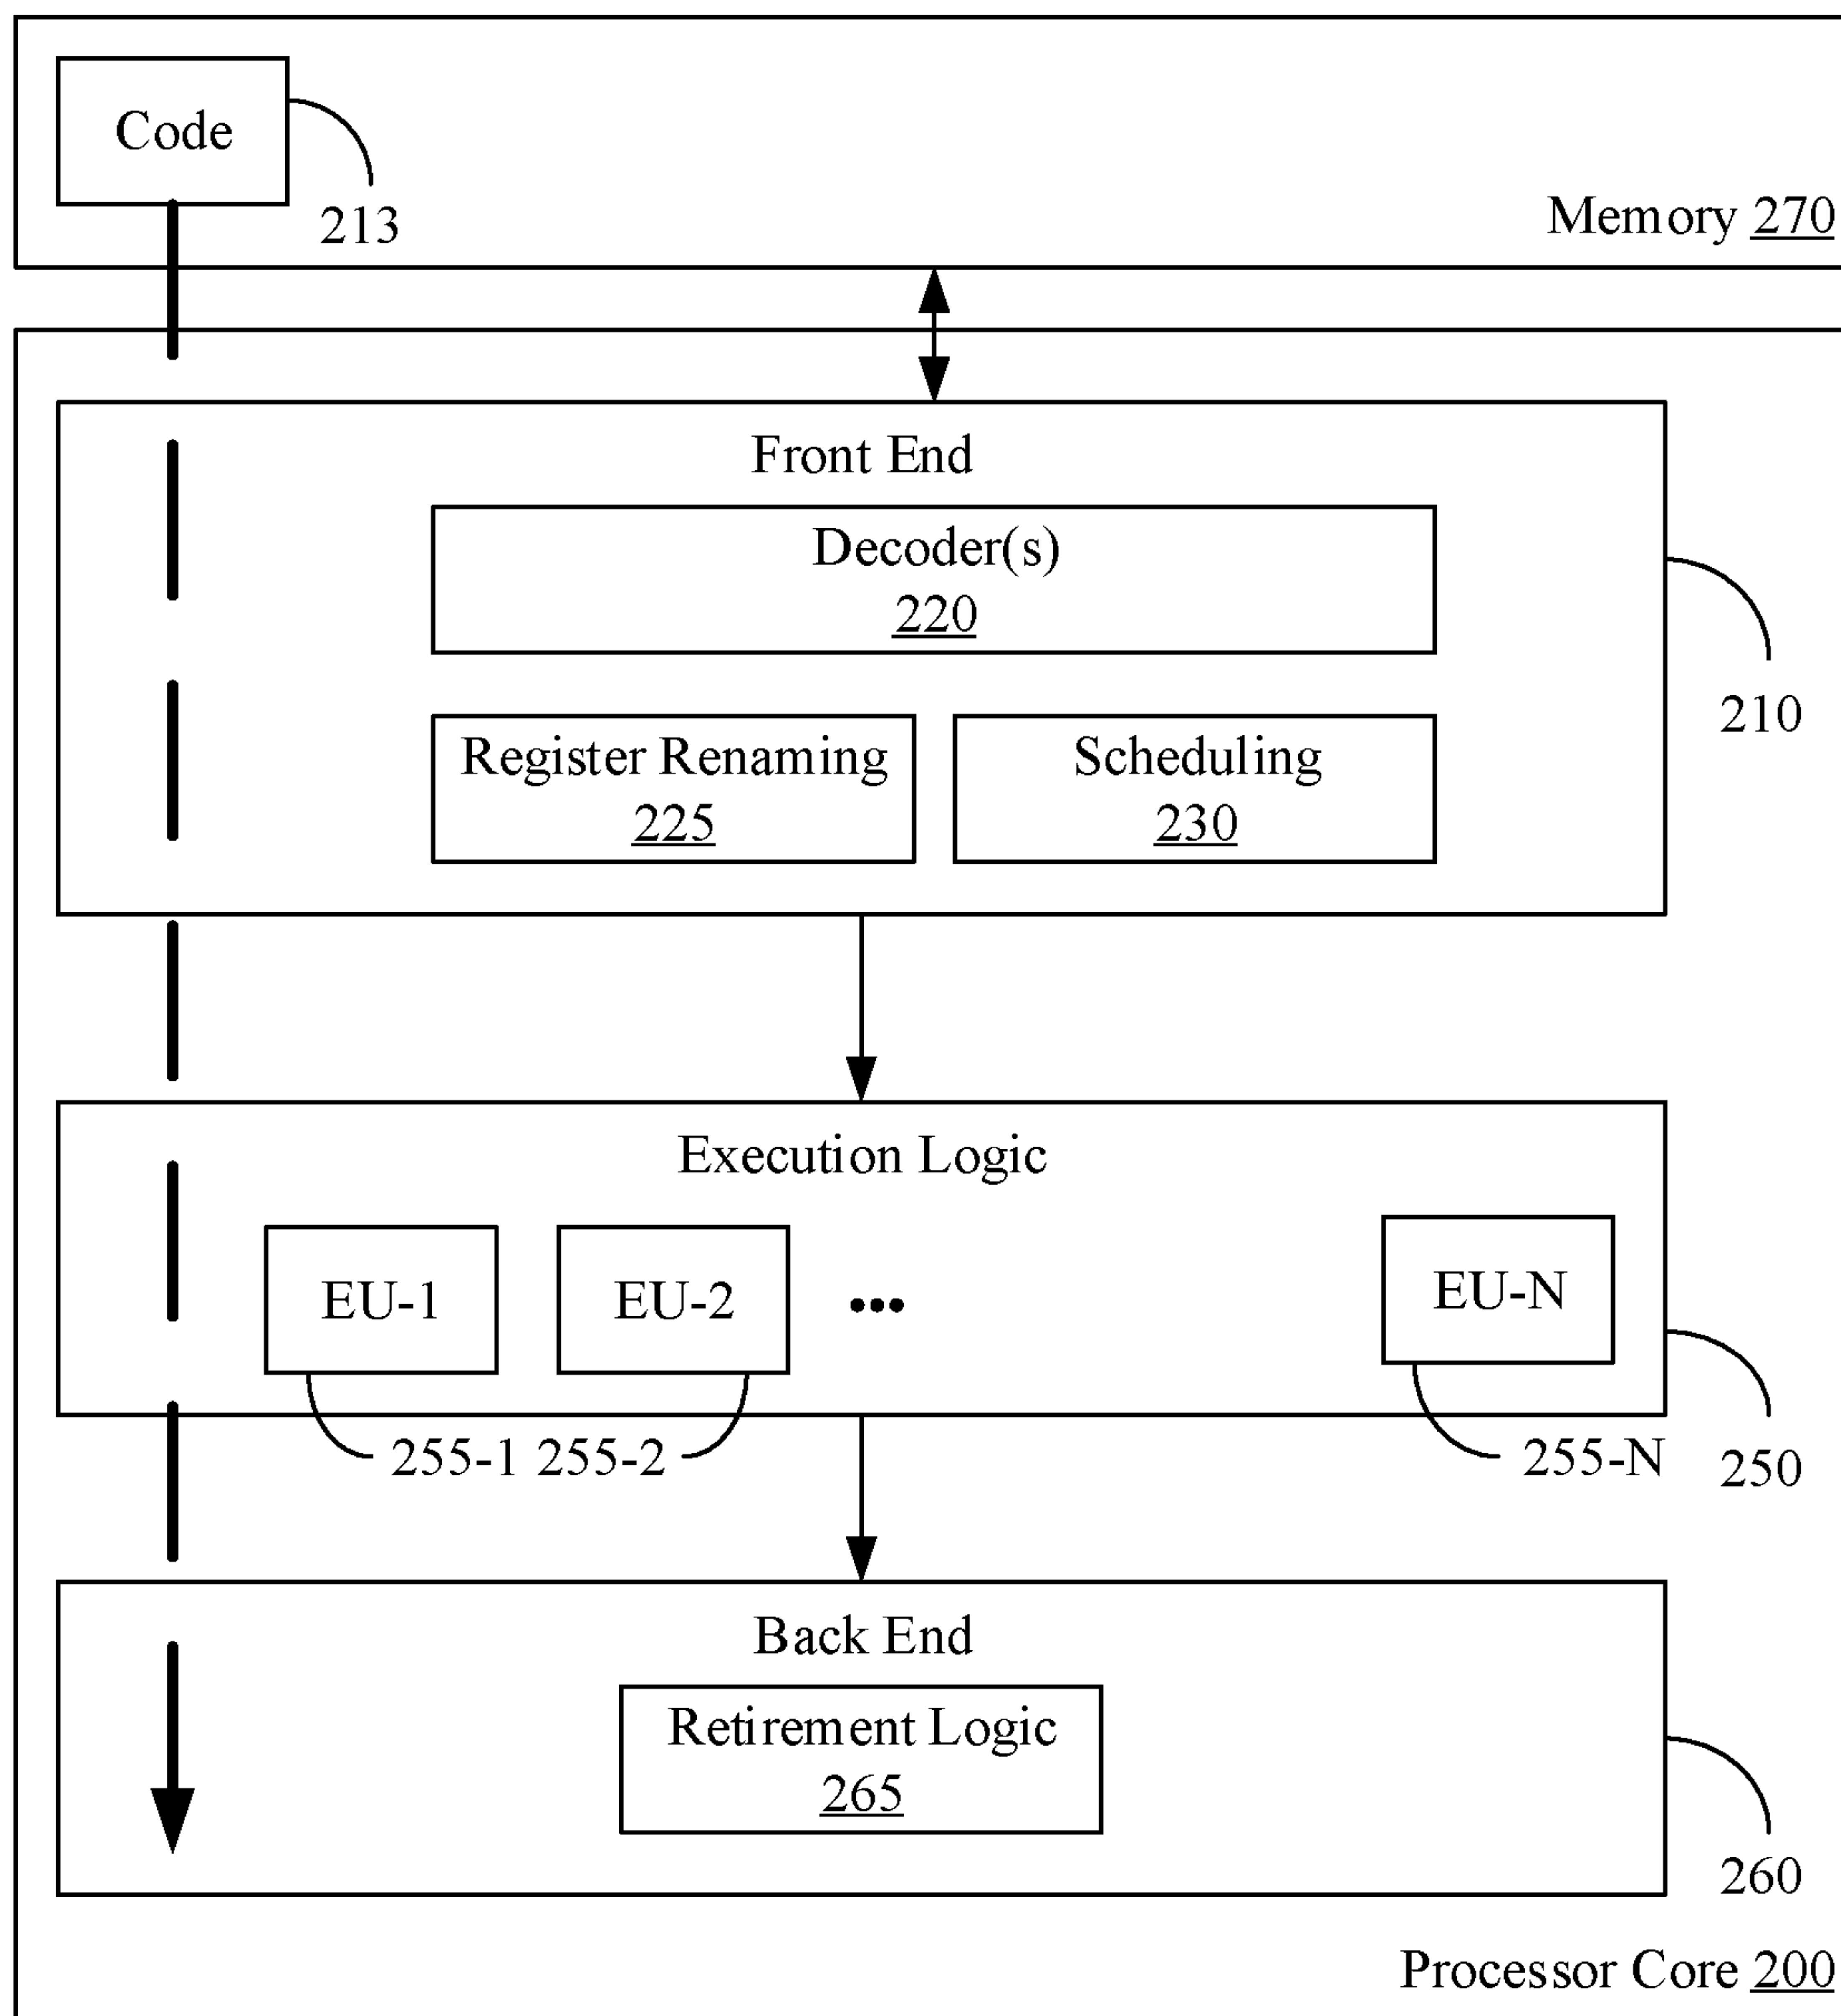 Code
213
Memory 270
Front End
Decoder(s)
220
210
Register Renaming
225
Scheduling
230
Execution Logic
EU-1
EU-2
•••
EU-N
255-1 255-2
255-N
250
Back End
Retirement Logic
265
260
Processor Core 200